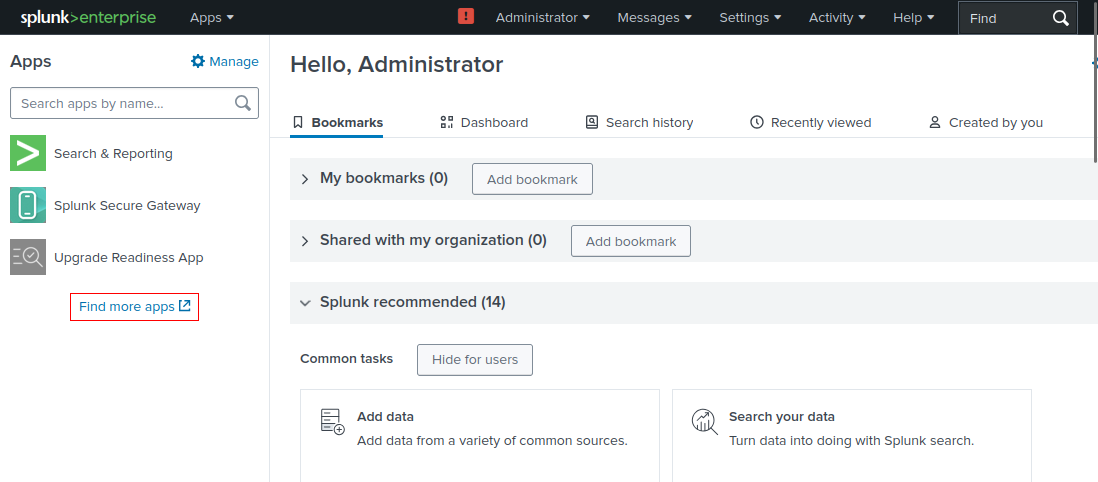 splunk>enterprise Apps ! Administrator Messages Settings Activity Help Find
Apps Manage
Search apps by name...
Search & Reporting
Splunk Secure Gateway
Upgrade Readiness App
Find more apps
Hello, Administrator
Bookmarks Dashboard Search history Recently viewed Created by you
My bookmarks (0) Add bookmark
Shared with my organization (0) Add bookmark
Splunk recommended (14)
Common tasks Hide for users
Add data
Add data from a variety of common sources.
Search your data
Turn data into doing with Splunk search.